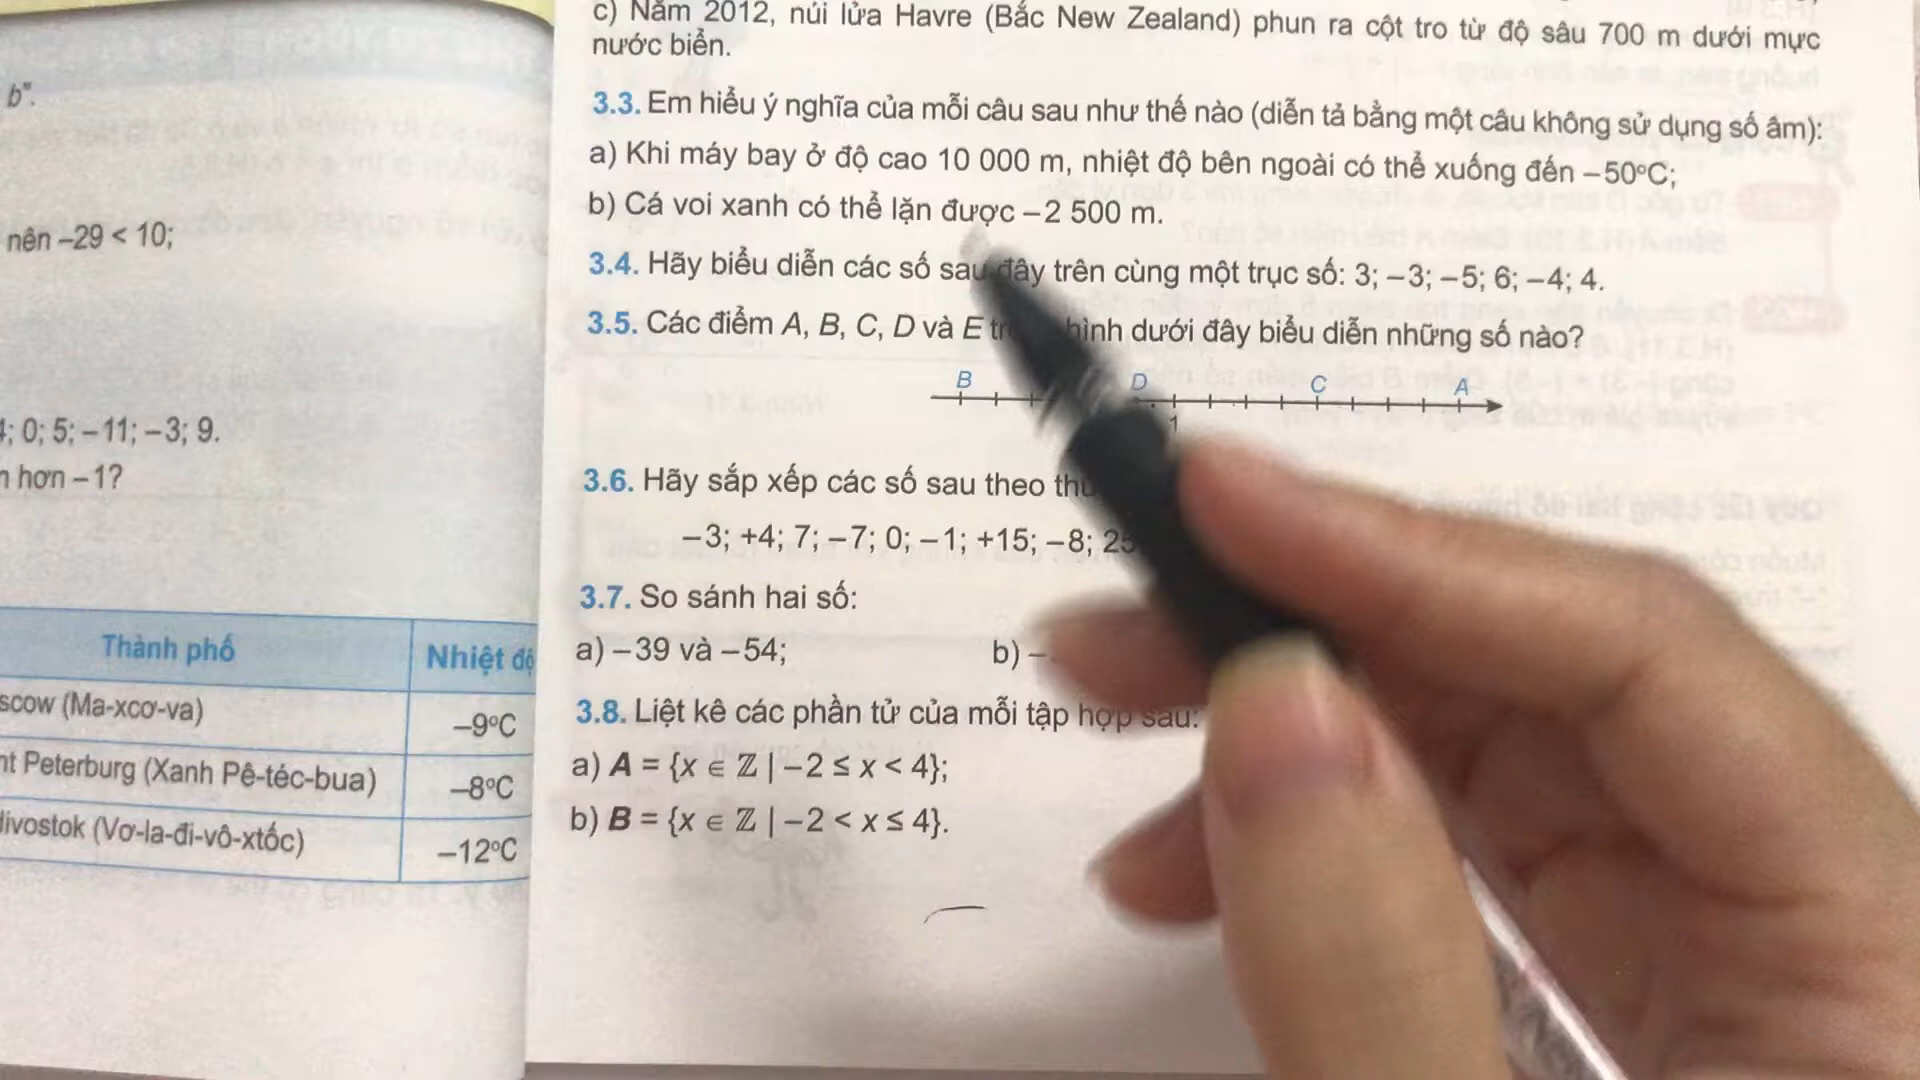 b".
nên –29 < 10;
; 0; 5; –11; –3; 9.
hơn –1?
Thành phố Nhiệt độ
scow (Ma-xcơ-va) –9°C
nt Peterburg (Xanh Pê-téc-bua) –8°C
divostok (Vơ-la-đi-vô-xtốc) –12°C
c) Năm 2012, núi lửa Havre (Bắc New Zealand) phun ra cột tro từ độ sâu 700 m dưới mực
nước biển.
3.3. Em hiểu ý nghĩa của mỗi câu sau như thế nào (diễn tả bằng một câu không sử dụng số âm):
a) Khi máy bay ở độ cao 10 000 m, nhiệt độ bên ngoài có thể xuống đến –50°C;
b) Cá voi xanh có thể lặn được –2 500 m.
3.4. Hãy biểu diễn các số sau đây trên cùng một trục số: 3; –3; –5; 6; –4; 4.
3.5. Các điểm A, B, C, D và E hình dưới đây biểu diễn những số nào?
B D C A
1
3.6. Hãy sắp xếp các số sau theo
–3; +4; 7; –7; 0; –1; +15; –8; 25
3.7. So sánh hai số:
a) –39 và –54; b) –
3.8. Liệt kê các phần tử của mỗi tập hợp sau:
a) A = {x ∈ ℤ | –2 ≤ x < 4};
b) B = {x ∈ ℤ | –2 < x ≤ 4}.